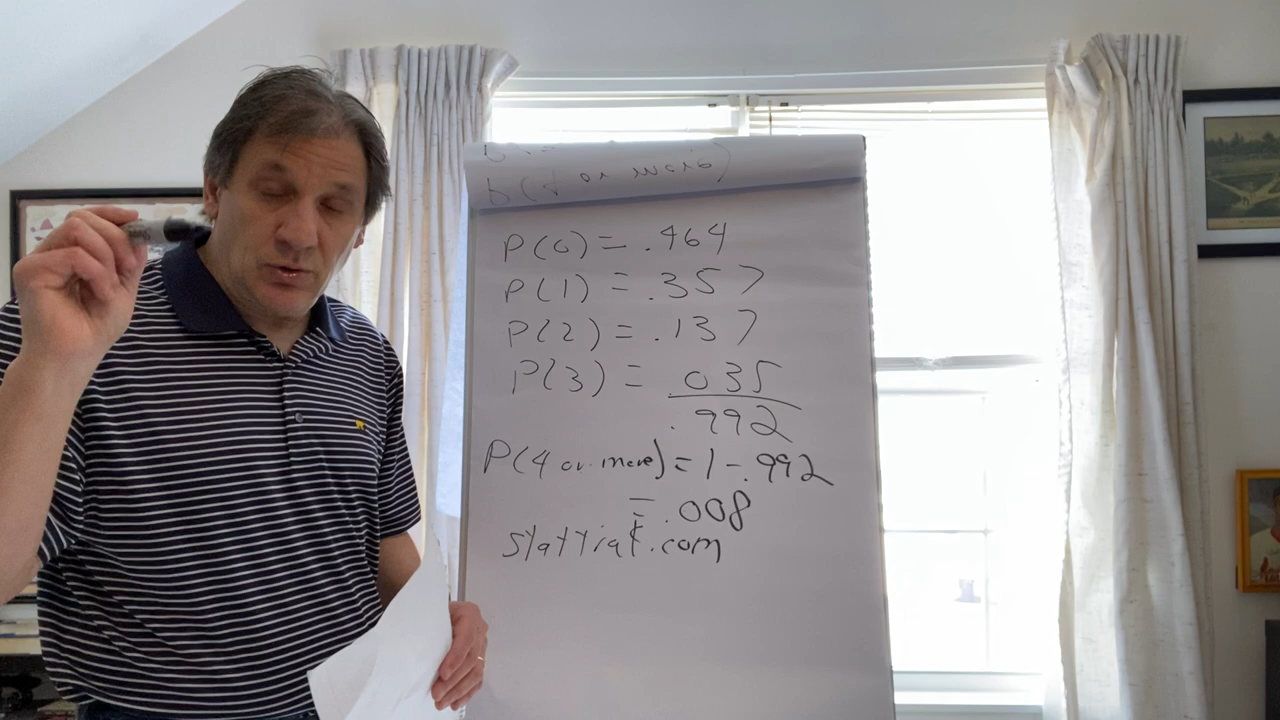 b(1 or more)
P(0) = .464
P(1) = .357
P(2) = .137
P(3) = 035
.992
P(4 or more) = 1 - .992
= .008
stattrek.com